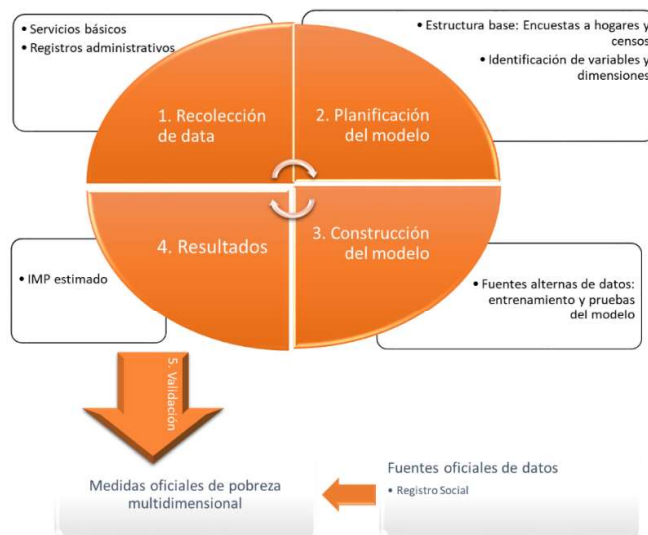 • Servicios básicos
• Registros administrativos
• Estructura base: Encuestas a hogares y
censos
• Identificación de variables y
dimensiones
1. Recolección
de data
2. Planificación
del modelo
4. Resultados
3. Construcción
del modelo
• IMP estimado
• Fuentes alternas de datos:
entrenamiento y pruebas
del modelo
5. Validación
Medidas oficiales de pobreza
multidimensional
Fuentes oficiales de datos
• Registro Social